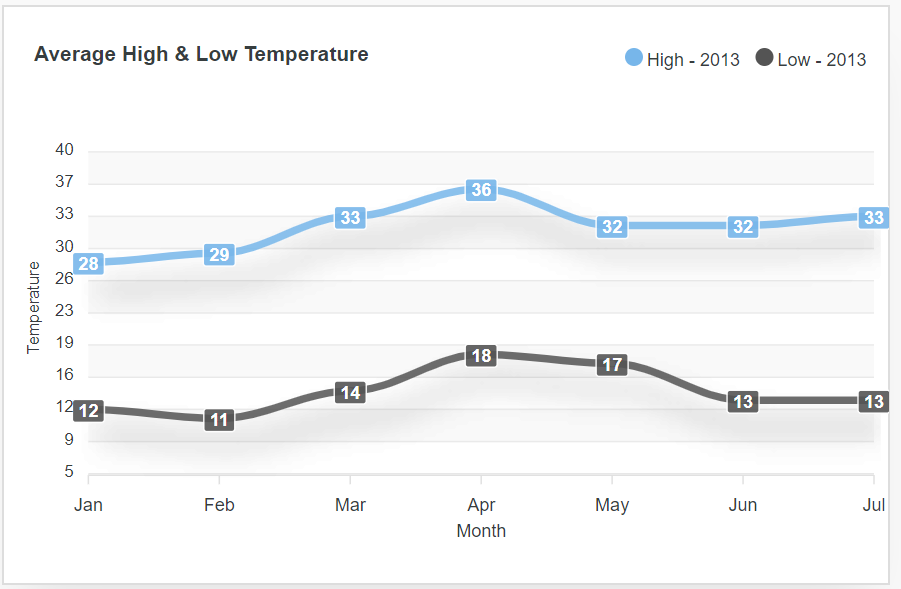 Average High & Low Temperature
High - 2013
Low - 2013
40
37
33
30
26
23
19
16
12
9
5
Temperature
28
29
33
36
32
32
33
12
11
14
18
17
13
13
Jan
Feb
Mar
Apr
May
Jun
Jul
Month